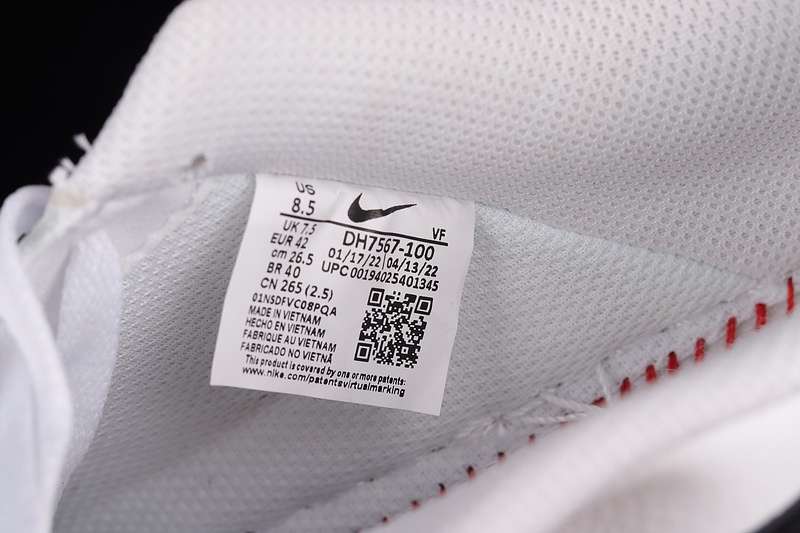 US
8.5
VF
UK 7.5
EUR 42
cm 26.5
BR 40
CN 265 (2.5)
DH7567-100
01/17/22 04/13/22
UPC 00194025401345
01NSDFVC08PQA
MADE IN VIETNAM
HECHO EN VIETNAM
FABRIQUE AU VIETNAM
FABRICADO NO VIETNÃ
This product is covered by one or more patents:
www.nike.com/patentsvirtualmarking